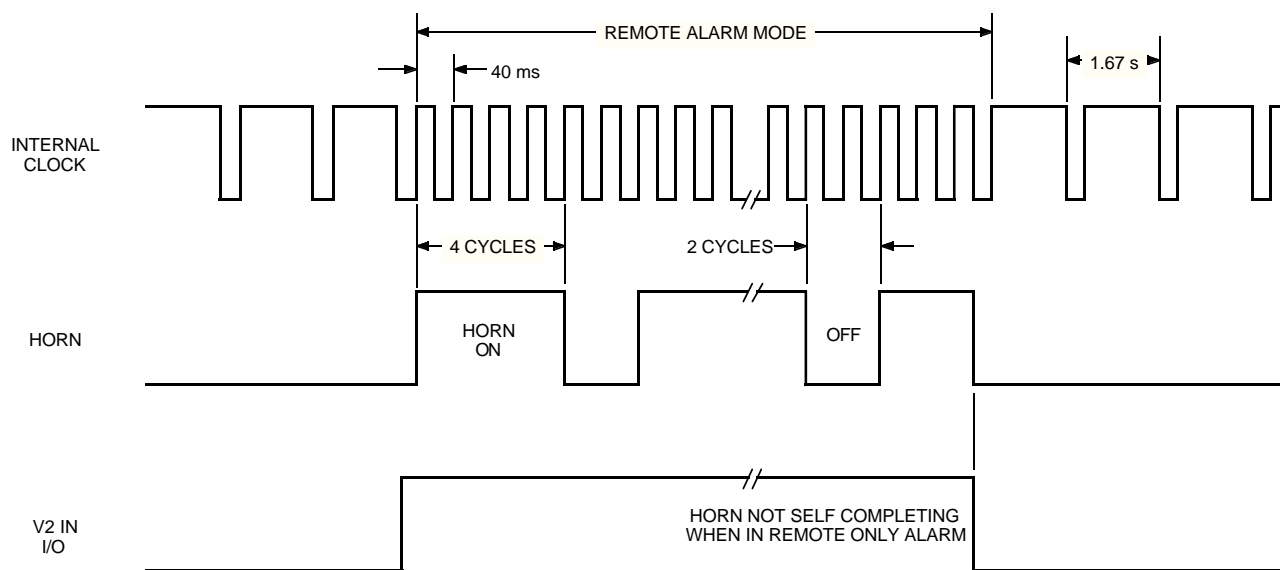 REMOTE ALARM MODE
40 ms
1.67 s
INTERNAL
CLOCK
4 CYCLES
2 CYCLES
HORN
HORN
ON
OFF
V2 IN
I/O
HORN NOT SELF COMPLETING
WHEN IN REMOTE ONLY ALARM